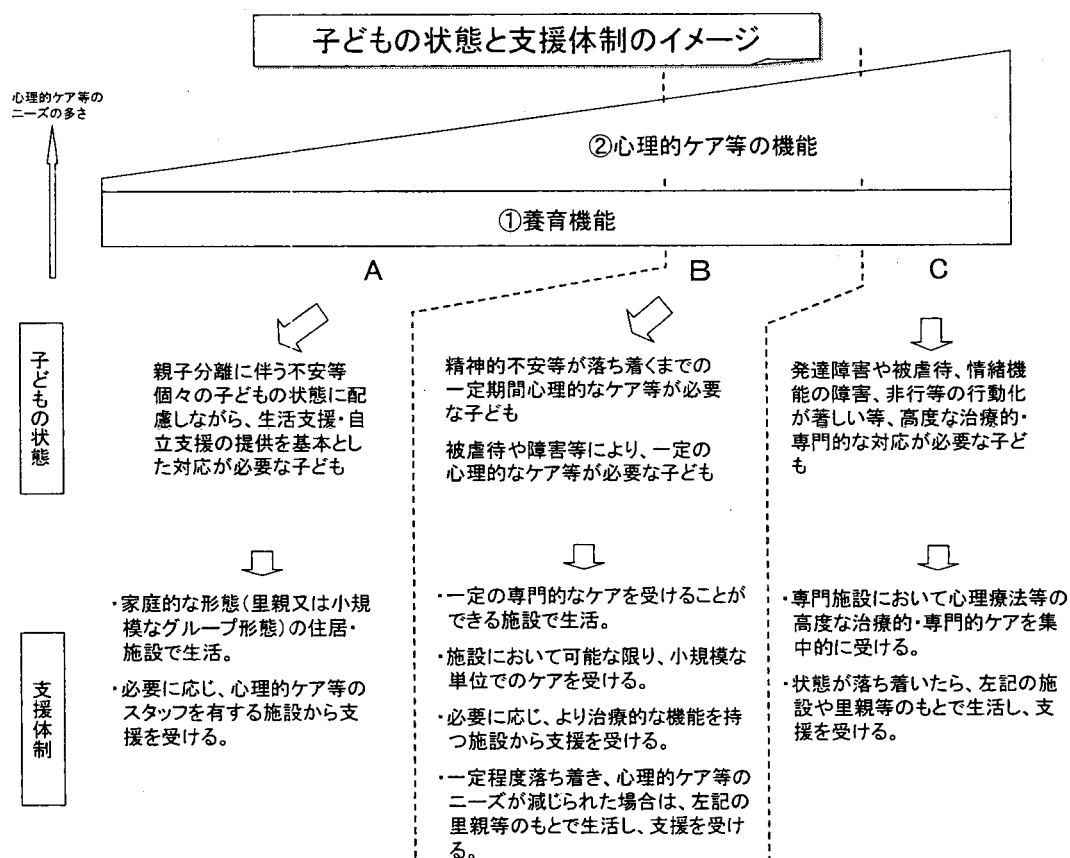 子どもの状態と支援体制のイメージ
心理的ケア等の
ニーズの多さ
②心理的ケア等の機能
①養育機能
A
B
C
子どもの状態
親子分離に伴う不安等
個々の子どもの状態に配
慮しながら、生活支援・自
立支援の提供を基本とし
た対応が必要な子ども
精神的不安等が落ち着くまでの
一定期間心理的なケア等が必要
な子ども
被虐待や障害等により、一定の
心理的なケア等が必要な子ども
発達障害や被虐待、情緒機
能の障害、非行等の行動化
が著しい等、高度な治療的・
専門的な対応が必要な子ど
も
支援体制
・家庭的な形態(里親又は小規
模なグループ形態)の住居・
施設で生活。
・必要に応じ、心理的ケア等の
スタッフを有する施設から支
援を受ける。
・一定の専門的なケアを受けることが
できる施設で生活。
・施設において可能な限り、小規模な
単位でのケアを受ける。
・必要に応じ、より治療的な機能を持
つ施設から支援を受ける。
・一定程度落ち着き、心理的ケア等の
ニーズが減じられた場合は、左記の
里親等のもとで生活し、支援を受け
る。
・専門施設において心理療法等の
高度な治療的・専門的ケアを集
中的に受ける。
・状態が落ち着いたら、左記の施
設や里親等のもとで生活し、支
援を受ける。